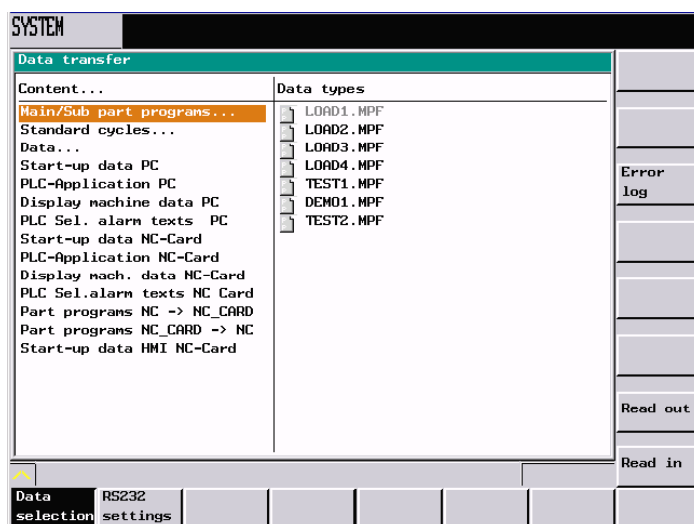 SYSTEM
Data transfer
Content...
Data types
Main/Sub part programs...
Standard cycles...
Data...
Start-up data PC
PLC-Application PC
Display machine data PC
PLC Sel. alarm texts PC
Start-up data NC-Card
PLC-Application NC-Card
Display mach. data NC-Card
PLC Sel.alarm texts NC Card
Part programs NC -> NC_CARD
Part programs NC_CARD -> NC
Start-up data HMI NC-Card
LOAD1.MPF
LOAD2.MPF
LOAD3.MPF
LOAD4.MPF
TEST1.MPF
DEMO1.MPF
TEST2.MPF
Error
log
Read out
Read in
Data
selection
RS232
settings